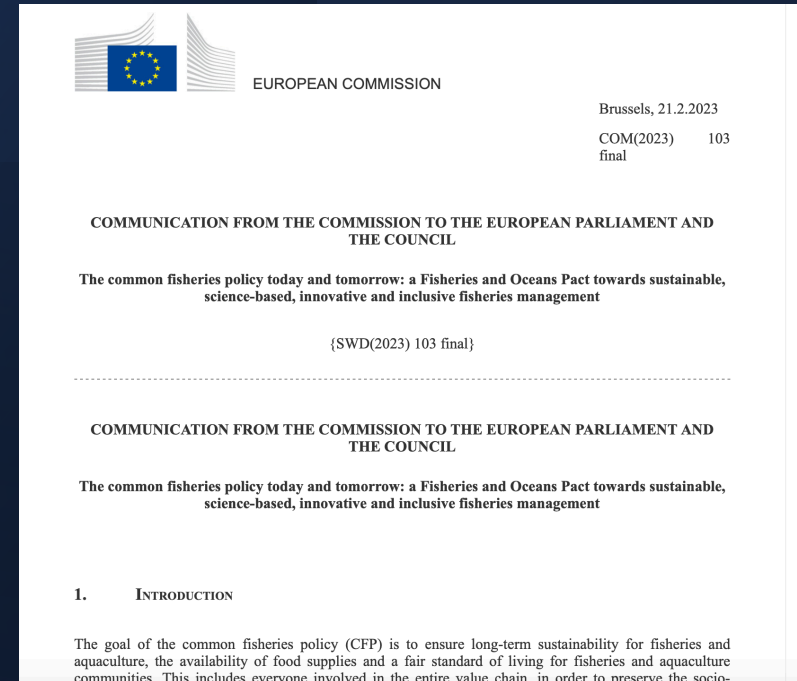 EUROPEAN COMMISSION
Brussels, 21.2.2023
COM(2023) 103
final
COMMUNICATION FROM THE COMMISSION TO THE EUROPEAN PARLIAMENT AND
THE COUNCIL
The common fisheries policy today and tomorrow: a Fisheries and Oceans Pact towards sustainable,
science-based, innovative and inclusive fisheries management
{SWD(2023) 103 final}
COMMUNICATION FROM THE COMMISSION TO THE EUROPEAN PARLIAMENT AND
THE COUNCIL
The common fisheries policy today and tomorrow: a Fisheries and Oceans Pact towards sustainable,
science-based, innovative and inclusive fisheries management
1. INTRODUCTION
The goal of the common fisheries policy (CFP) is to ensure long-term sustainability for fisheries and
aquaculture, the availability of food supplies and a fair standard of living for fisheries and aquaculture
communities. This includes everyone involved in the entire value chain, in order to preserve the socio-